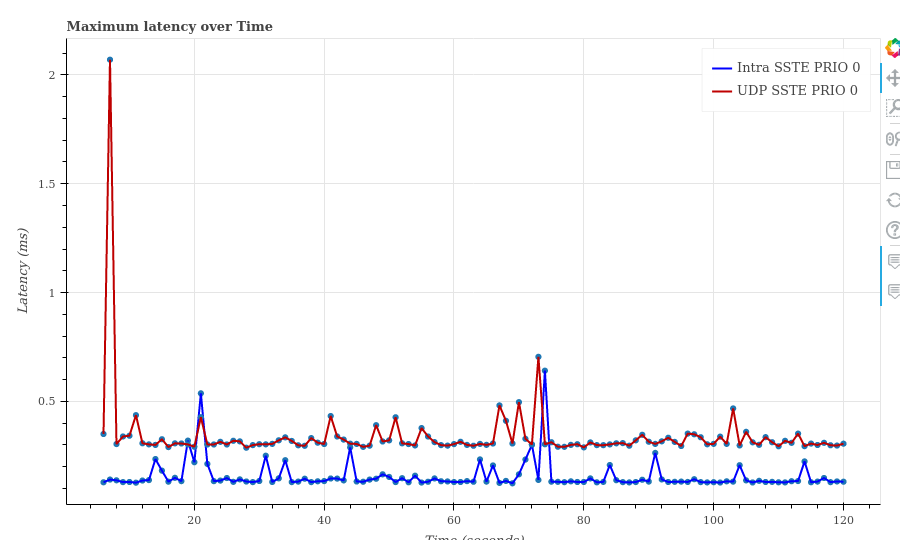 Maximum latency over Time
Intra SSTE PRIO 0
UDP SSTE PRIO 0
Latency (ms)
2
1.5
1
0.5
20
40
60
80
100
120
Time (seconds)